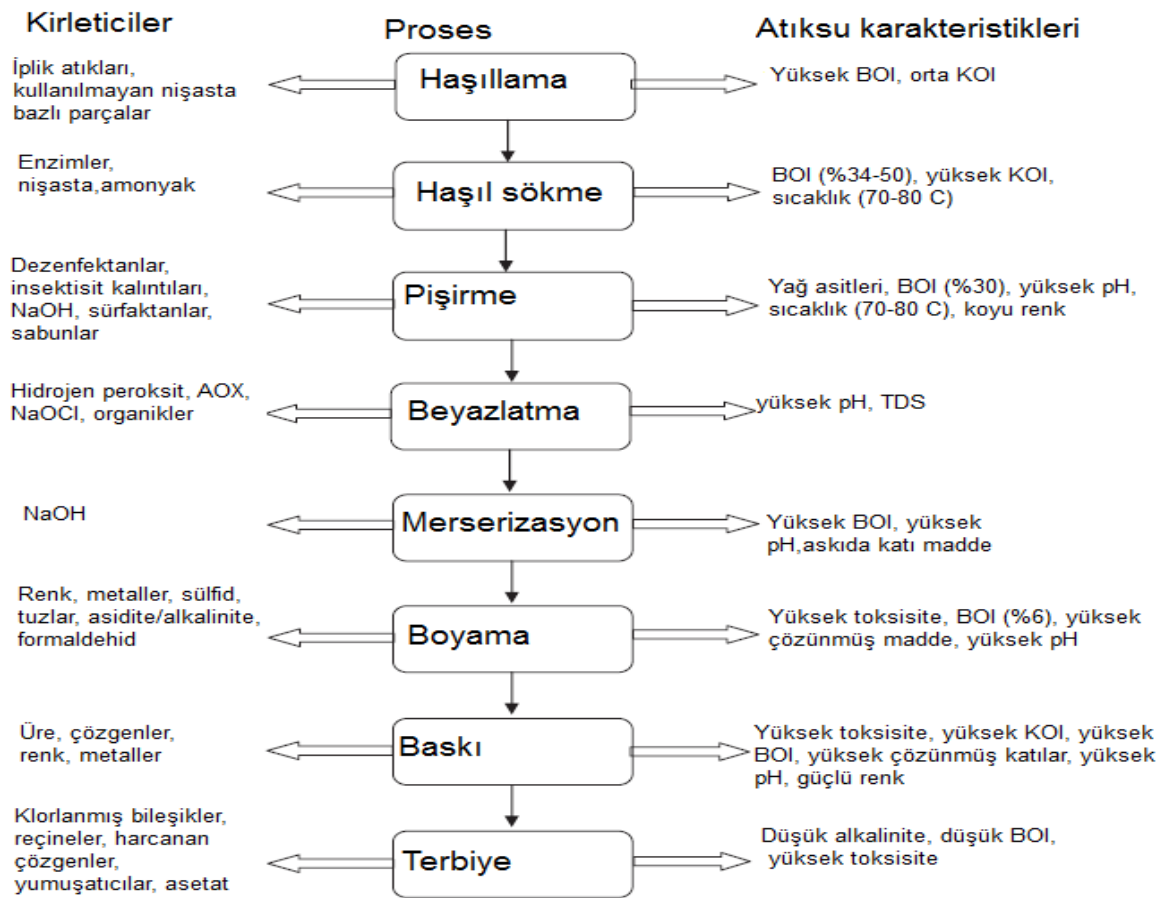 Kirleticiler
Proses
Atıksu karakteristikleri
İplik atıkları,
kullanılmayan nişasta
bazlı parçalar
Haşıllama
Yüksek BOI, orta KOI
Enzimler,
nişasta,amonyak
Haşıl sökme
BOI (%34-50), yüksek KOI,
sıcaklık (70-80 C)
Dezenfektanlar,
insektisit kalıntıları,
NaOH, sürfaktanlar,
sabunlar
Pişirme
Yağ asitleri, BOI (%30), yüksek pH,
sıcaklık (70-80 C), koyu renk
Hidrojen peroksit, AOX,
NaOCl, organikler
Beyazlatma
yüksek pH, TDS
NaOH
Merserizasyon
Yüksek BOI, yüksek
pH,askıda katı madde
Renk, metaller, sülfid,
tuzlar, asidite/alkalinite,
formaldehid
Boyama
Yüksek toksisite, BOI (%6), yüksek
çözünmüş madde, yüksek pH
Üre, çözgenler,
renk, metaller
Baskı
Yüksek toksisite, yüksek KOI, yüksek
BOI, yüksek çözünmüş katılar, yüksek
pH, güçlü renk
Klorlanmış bileşikler,
reçineler, harcanan
çözgenler,
yumuşatıcılar, asetat
Terbiye
Düşük alkalinite, düşük BOI,
yüksek toksisite